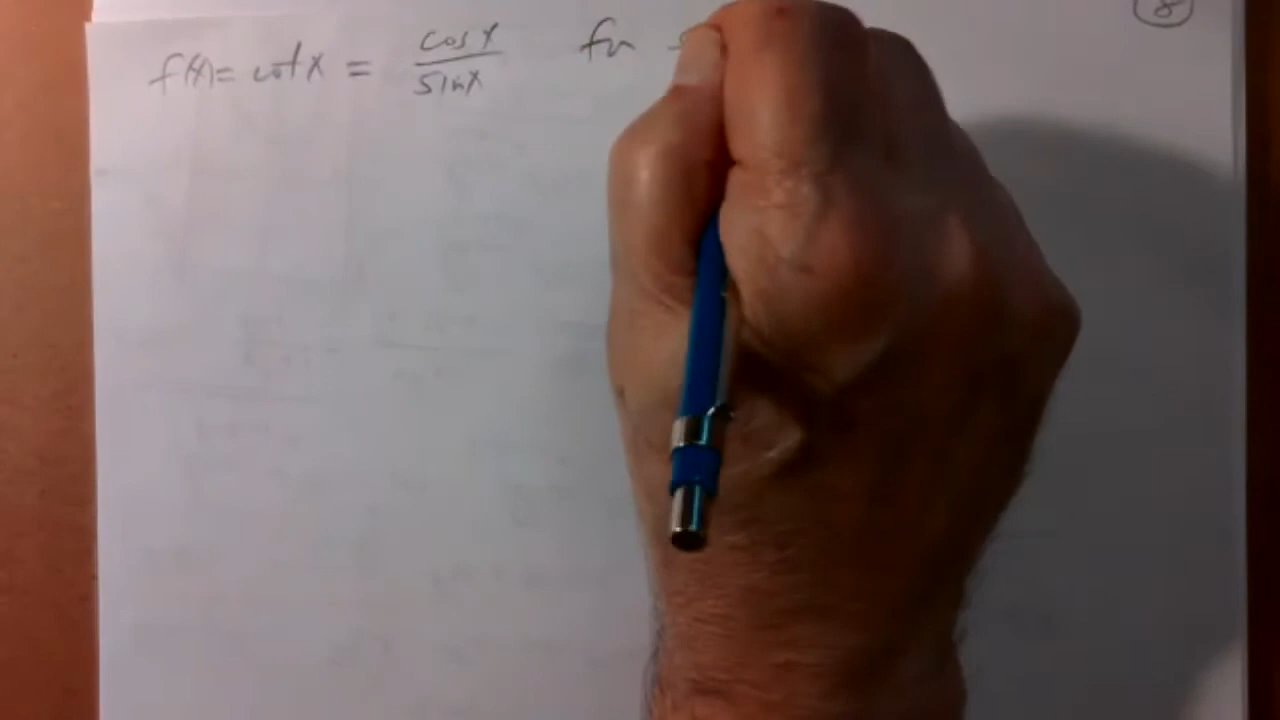 8
f(x) = cot x = cos x / sin x for